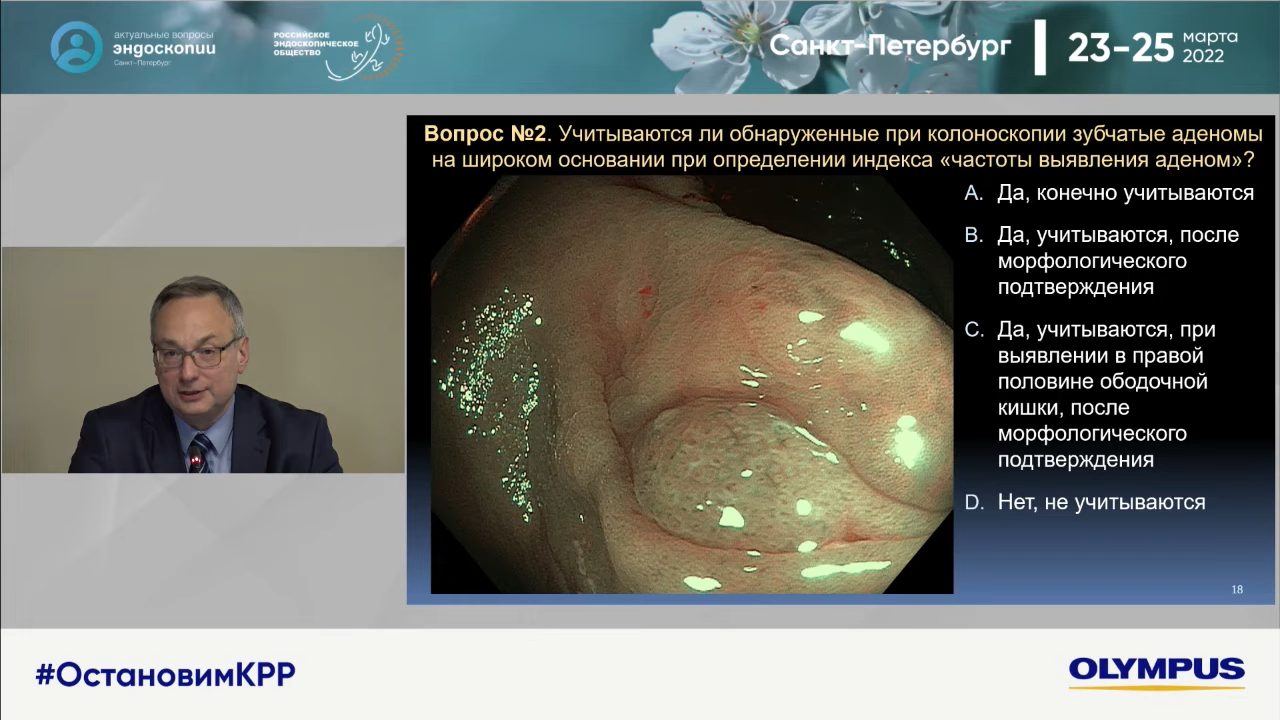 актуальные вопросы
эндоскопии
Санкт-Петербург
РОССИЙСКОЕ
ЭНДОСКОПИЧЕСКОЕ
ОБЩЕСТВО
Санкт-Петербург
23-25
марта
2022
Вопрос №2. Учитываются ли обнаруженные при колоноскопии зубчатые аденомы
на широком основании при определении индекса «частоты выявления аденом»?
A. Да, конечно учитываются
B. Да, учитываются, после
морфологического
подтверждения
C. Да, учитываются, при
выявлении в правой
половине ободочной
кишки, после
морфологического
подтверждения
D. Нет, не учитываются
18
#ОстановимКРР
OLYMPUS